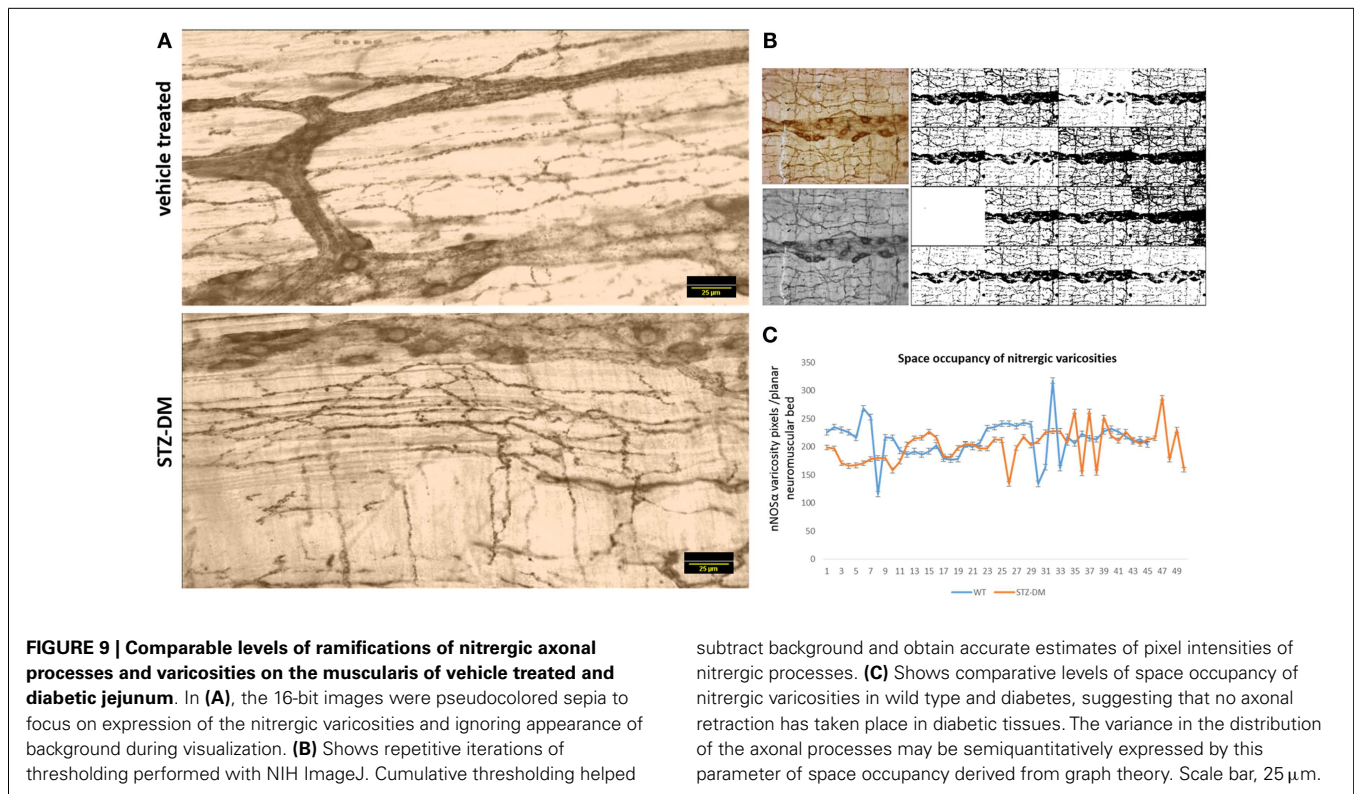 A
vehicle treated
25 µm
STZ-DM
25 µm
B
C
Space occupancy of nitrergic varicosities
nNOSα varicosity pixels /planar
neuromuscular bed
350
300
250
200
150
100
50
0
1 3 5 7 9 11 13 15 17 19 21 23 25 27 29 31 33 35 37 39 41 43 45 47 49
WT STZ-DM
FIGURE 9 | Comparable levels of ramifications of nitrergic axonal
processes and varicosities on the muscularis of vehicle treated and
diabetic jejunum. In (A), the 16-bit images were pseudocolored sepia to
focus on expression of the nitrergic varicosities and ignoring appearance of
background during visualization. (B) Shows repetitive iterations of
thresholding performed with NIH ImageJ. Cumulative thresholding helped
subtract background and obtain accurate estimates of pixel intensities of
nitrergic processes. (C) Shows comparative levels of space occupancy of
nitrergic varicosities in wild type and diabetes, suggesting that no axonal
retraction has taken place in diabetic tissues. The variance in the distribution
of the axonal processes may be semiquantitatively expressed by this
parameter of space occupancy derived from graph theory. Scale bar, 25 µm.